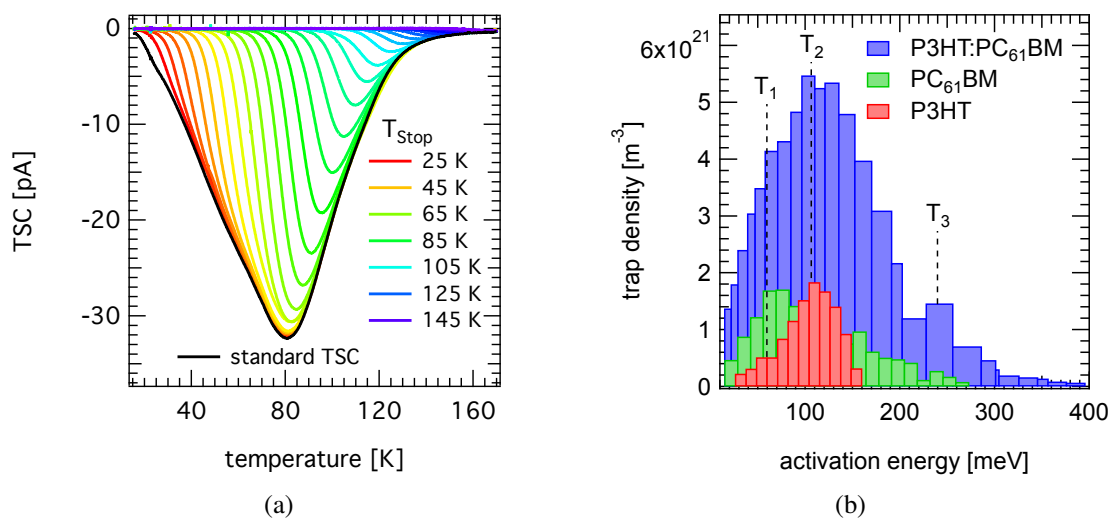 0
-10
-20
-30
TSC [pA]
T_Stop
25 K
45 K
65 K
85 K
105 K
125 K
145 K
standard TSC
40 80 120 160
temperature [K]
(a)
6x10^21
5
4
3
2
1
0
trap density [m^-3]
T_1
T_2
T_3
P3HT:PC_61BM
PC_61BM
P3HT
100 200 300 400
activation energy [meV]
(b)